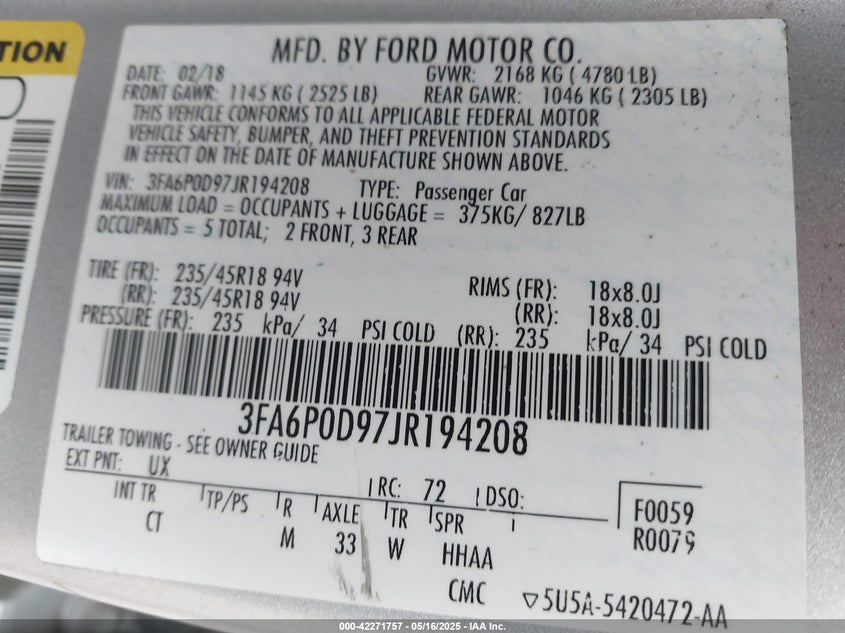 TION
MFD. BY FORD MOTOR CO.
DATE: 02/18 GVWR: 2168 KG ( 4780 LB)
FRONT GAWR: 1145 KG ( 2525 LB) REAR GAWR: 1046 KG ( 2305 LB)
THIS VEHICLE CONFORMS TO ALL APPLICABLE FEDERAL MOTOR
VEHICLE SAFETY, BUMPER, AND THEFT PREVENTION STANDARDS
IN EFFECT ON THE DATE OF MANUFACTURE SHOWN ABOVE.
VIN: 3FA6P0D97JR194208 TYPE: Passenger Car
MAXIMUM LOAD = OCCUPANTS + LUGGAGE = 375KG/ 827LB
OCCUPANTS = 5 TOTAL; 2 FRONT, 3 REAR
TIRE (FR): 235/45R18 94V RIMS (FR): 18x8.0J
(RR): 235/45R18 94V (RR): 18x8.0J
PRESSURE (FR): 235 kPa/ 34 PSI COLD (RR): 235 kPa/ 34 PSI COLD
3FA6P0D97JR194208
TRAILER TOWING - SEE OWNER GUIDE
EXT PNT: UX RC: 72 DSO: F0059
INT TR TP/PS R AXLE TR SPR R0079
CT M 33 W HHAA
CMC ▽5U5A-5420472-AA
000-42271757 - 05/16/2025 - IAA Inc.